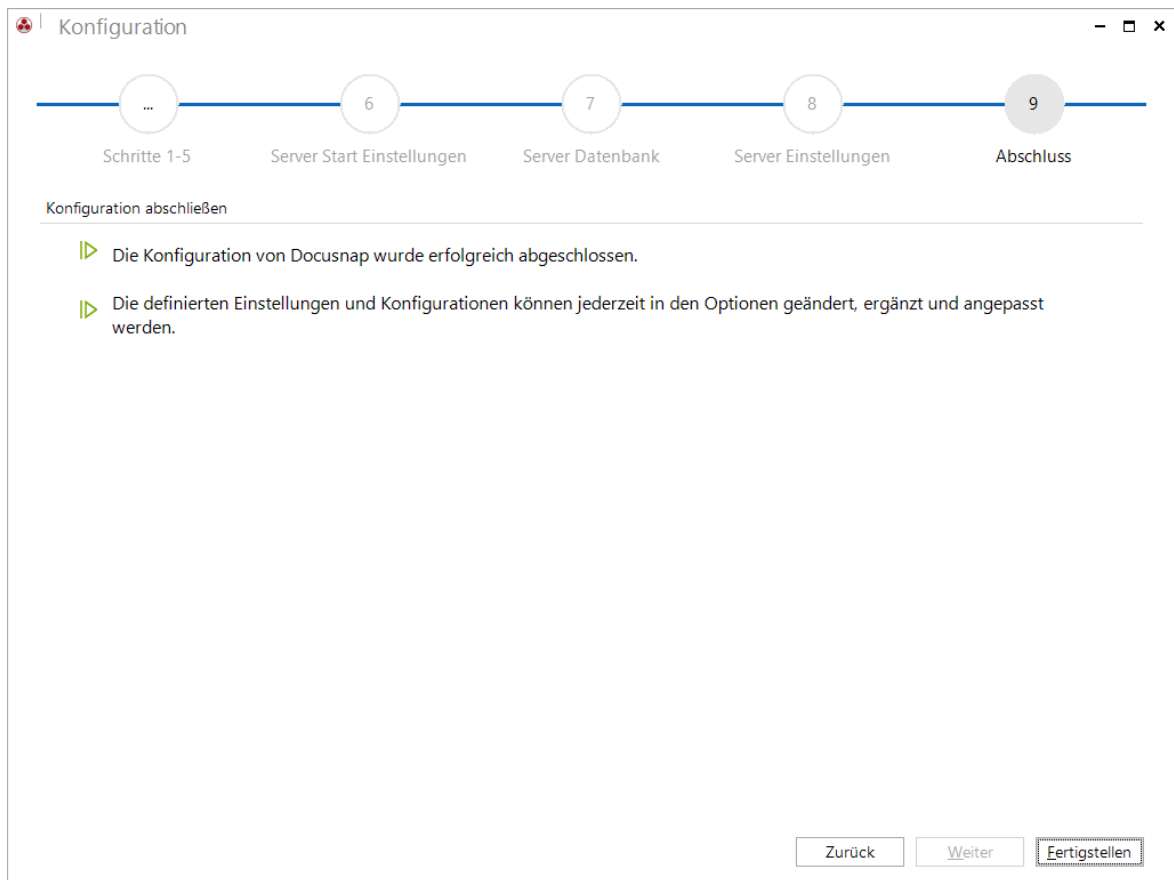 Konfiguration
...
6
7
8
9
Schritte 1-5
Server Start Einstellungen
Server Datenbank
Server Einstellungen
Abschluss
Konfiguration abschließen
Die Konfiguration von Docusnap wurde erfolgreich abgeschlossen.
Die definierten Einstellungen und Konfigurationen können jederzeit in den Optionen geändert, ergänzt und angepasst
werden.
Zurück
Weiter
Fertigstellen